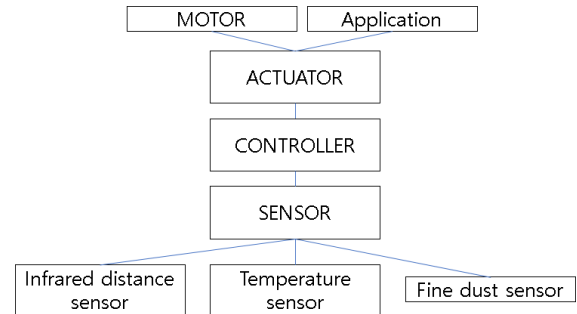 MOTOR
Application
ACTUATOR
CONTROLLER
SENSOR
Infrared distance
sensor
Temperature
sensor
Fine dust sensor